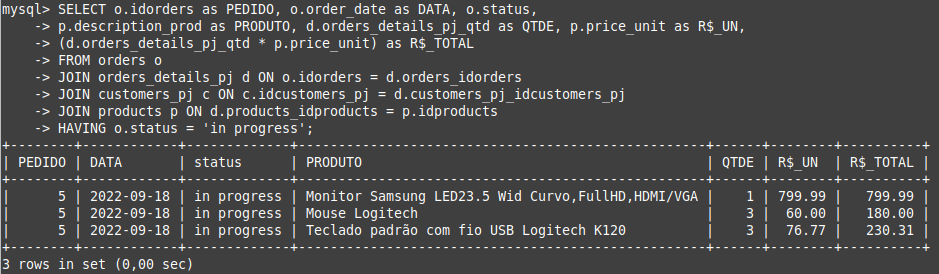 mysql> SELECT o.idorders as PEDIDO, o.order_date as DATA, o.status,
    -> p.description_prod as PRODUTO, d.orders_details_pj_qtd as QTDE, p.price_unit as R$_UN,
    -> (d.orders_details_pj_qtd * p.price_unit) as R$_TOTAL
    -> FROM orders o
    -> JOIN orders_details_pj d ON o.idorders = d.orders_idorders
    -> JOIN customers_pj c ON c.idcustomers_pj = d.customers_pj_idcustomers_pj
    -> JOIN products p ON d.products_idproducts = p.idproducts
    -> HAVING o.status = 'in progress';
+--------+------------+-------------+-------------------------------------------------+------+--------+----------+
| PEDIDO | DATA       | status      | PRODUTO                                         | QTDE | R$_UN  | R$_TOTAL |
+--------+------------+-------------+-------------------------------------------------+------+--------+----------+
|      5 | 2022-09-18 | in progress | Monitor Samsung LED23.5 Wid Curvo,FullHD,HDMI/VGA |    1 | 799.99 |   799.99 |
|      5 | 2022-09-18 | in progress | Mouse Logitech                                  |    3 |  60.00 |   180.00 |
|      5 | 2022-09-18 | in progress | Teclado padrão com fio USB Logitech K120        |    3 |  76.77 |   230.31 |
+--------+------------+-------------+-------------------------------------------------+------+--------+----------+
3 rows in set (0,00 sec)